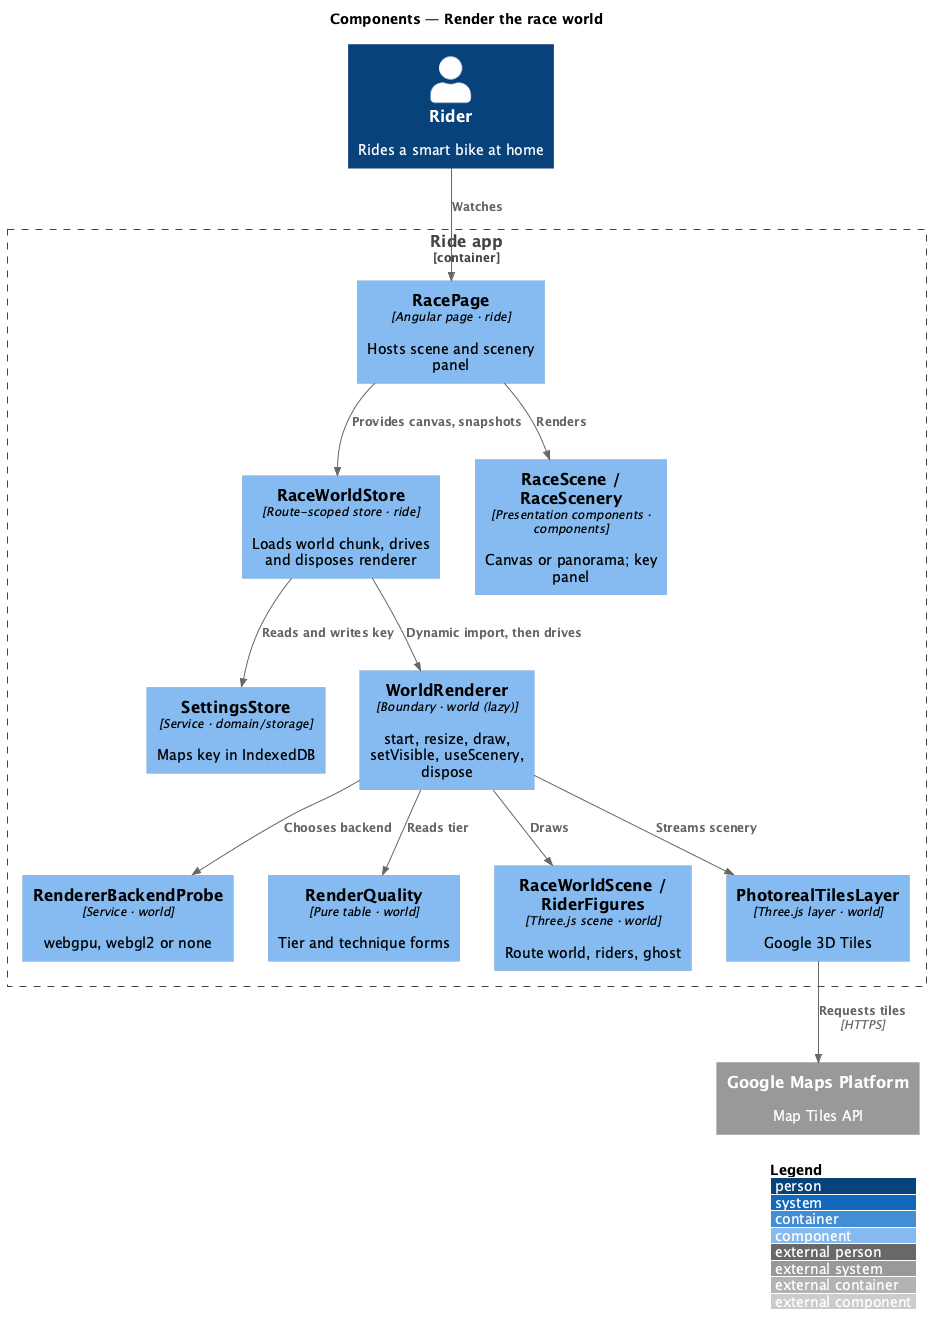 Components — Render the race world
Rider
Rides a smart bike at home
Watches
Ride app
[container]
RacePage
[Angular page · ride]
Hosts scene and scenery
panel
Provides canvas, snapshots
Renders
RaceWorldStore
[Route-scoped store · ride]
Loads world chunk, drives
and disposes renderer
RaceScene /
RaceScenery
[Presentation components ·
components]
Canvas or panorama; key
panel
Reads and writes key
Dynamic import, then drives
SettingsStore
[Service · domain/storage]
Maps key in IndexedDB
WorldRenderer
[Boundary · world (lazy)]
start, resize, draw,
setVisible, useScenery,
dispose
Chooses backend
Reads tier
Draws
Streams scenery
RendererBackendProbe
[Service · world]
webgpu, webgl2 or none
RenderQuality
[Pure table · world]
Tier and technique forms
RaceWorldScene /
RiderFigures
[Three.js scene · world]
Route world, riders, ghost
PhotorealTilesLayer
[Three.js layer · world]
Google 3D Tiles
Requests tiles
[HTTPS]
Google Maps Platform
Map Tiles API
Legend
person
system
container
component
external person
external system
external container
external component